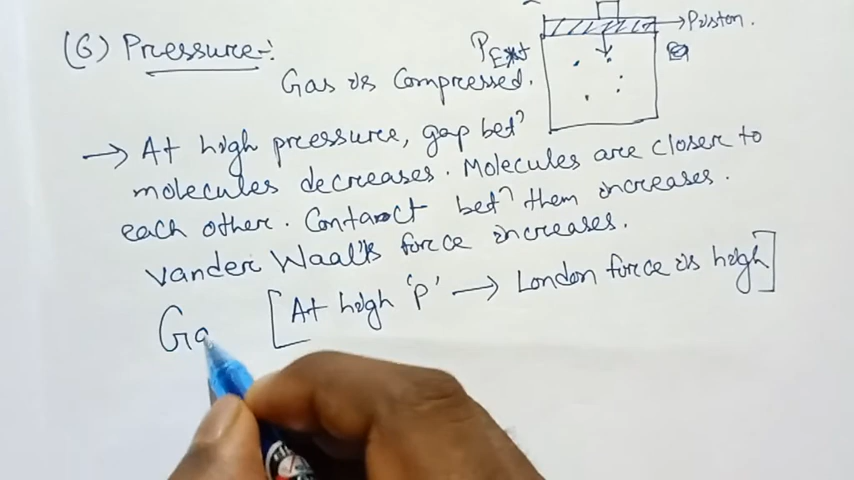 (6) Pressure:-
PExt
Piston.
Gas is Compressed.
→ At high pressure, gap betⁿ
molecules decreases. Molecules are closer to
each other. Contact betⁿ them increases.
Vander Waal's force increases.
[At high 'P' → London force is high]
Ga